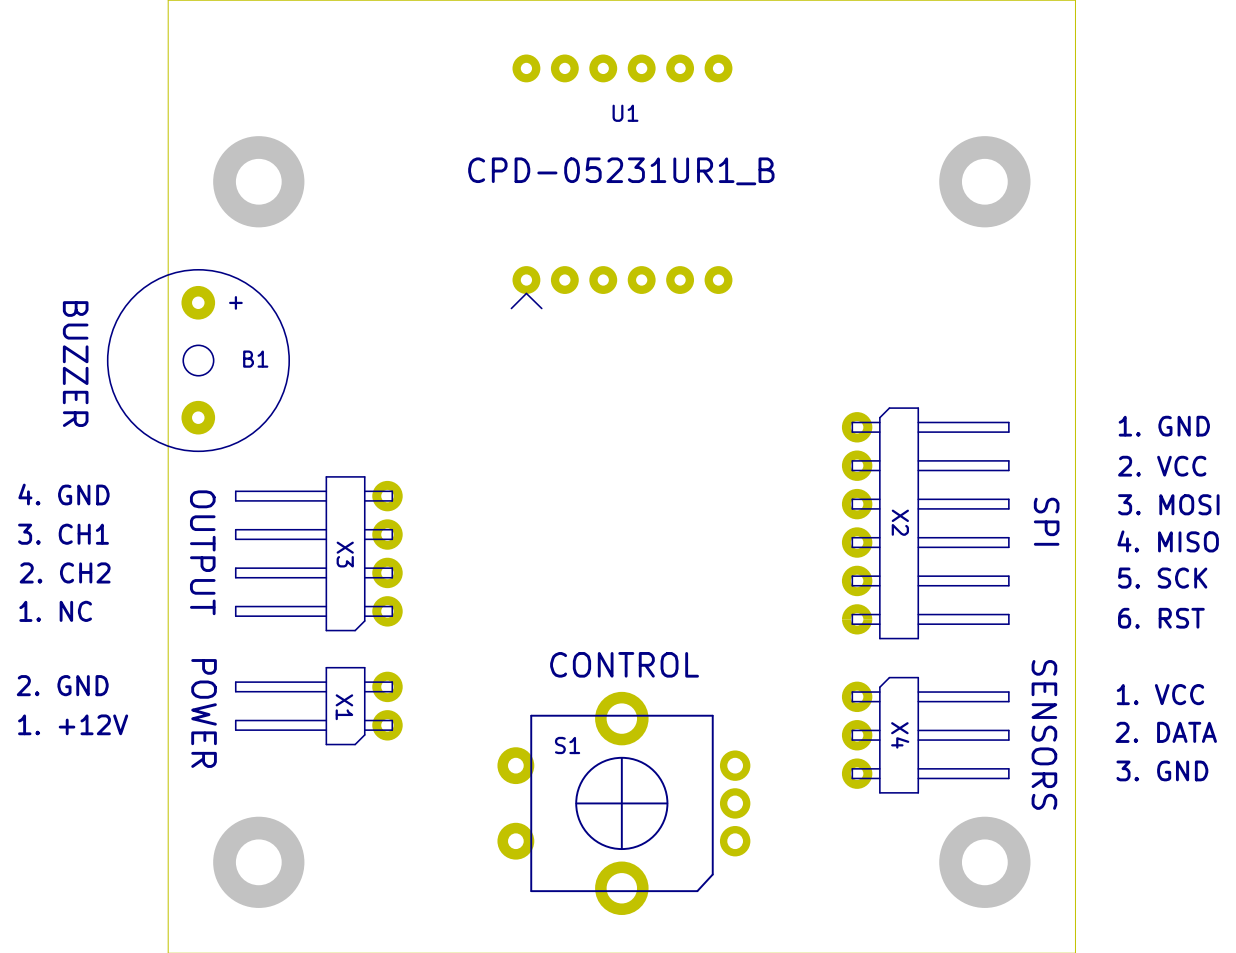 U1
CPD-05231UR1_B
BUZZER
+
B1
4. GND
3. CH1
2. CH2
1. NC
OUTPUT
X3
2. GND
1. +12V
POWER
X1
CONTROL
S1
X2
SPI
1. GND
2. VCC
3. MOSI
4. MISO
5. SCK
6. RST
X4
SENSORS
1. VCC
2. DATA
3. GND